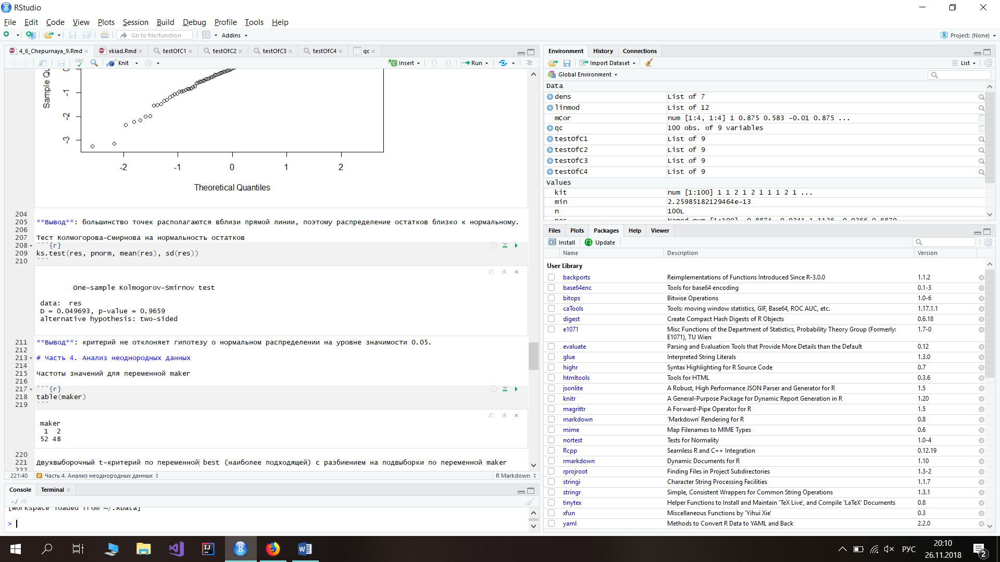 RStudio
File Edit Code View Plots Session Build Debug Profile Tools Help
Go to file/function Addins Project: (None)
4_6_Chepurnaya_9.Rmd vkiad.Rmd testOfC1 testOfC2 testOfC3 testOfC4 qc
ABC Knit Insert Run
Sample Qu
0
-1
-2
-3
-2 -1 0 1 2
Theoretical Quantiles
204
205 **Вывод**: большинство точек располагаются вблизи прямой линии, поэтому распределение остатков близко к нормальному.
206
207 Тест Колмогорова-Смирнова на нормальность остатков
208 ```{r}
209 ks.test(res, pnorm, mean(res), sd(res))
210 ```
One-sample Kolmogorov-Smirnov test
data: res
D = 0.049693, p-value = 0.9659
alternative hypothesis: two-sided
211 **Вывод**: критерий не отклоняет гипотезу о нормальном распределении на уровне значимости 0.05.
212
213 # Часть 4. Анализ неоднородных данных
214
215 Частоты значений для переменной maker
216
217 ```{r}
218 table(maker)
219 ```
maker
1 2
52 48
220
221 Двухвыборочный t-критерий по переменной best (наиболее подходящей) с разбиением на подвыборки по переменной maker
222
221:40 # Часть 4. Анализ неоднородных данных R Markdown
Console Terminal
~/
[Workspace loaded from ~/.RData]
>
Environment History Connections
Import Dataset List
Global Environment
Data
dens List of 7
linmod List of 12
mCor num [1:4, 1:4] 1 0.875 0.583 -0.01 0.875 ...
qc 100 obs. of 9 variables
testOfC1 List of 9
testOfC2 List of 9
testOfC3 List of 9
testOfC4 List of 9
Values
kit num [1:100] 1 1 2 1 2 1 1 1 2 1 ...
min 2.25985182129464e-13
n 100L
Files Plots Packages Help Viewer
Install Update
Name Description Version
User Library
backports Reimplementations of Functions Introduced Since R-3.0.0 1.1.2
base64enc Tools for base64 encoding 0.1-3
bitops Bitwise Operations 1.0-6
caTools Tools: moving window statistics, GIF, Base64, ROC AUC, etc. 1.17.1.1
digest Create Compact Hash Digests of R Objects 0.6.18
e1071 Misc Functions of the Department of Statistics, Probability Theory Group (Formerly: 1.7-0
E1071), TU Wien
evaluate Parsing and Evaluation Tools that Provide More Details than the Default 0.12
glue Interpreted String Literals 1.3.0
highr Syntax Highlighting for R Source Code 0.7
htmltools Tools for HTML 0.3.6
jsonlite A Robust, High Performance JSON Parser and Generator for R 1.5
knitr A General-Purpose Package for Dynamic Report Generation in R 1.20
magrittr A Forward-Pipe Operator for R 1.5
markdown 'Markdown' Rendering for R 0.8
mime Map Filenames to MIME Types 0.6
nortest Tests for Normality 1.0-4
Rcpp Seamless R and C++ Integration 0.12.19
rmarkdown Dynamic Documents for R 1.10
rprojroot Finding Files in Project Subdirectories 1.3-2
stringi Character String Processing Facilities 1.1.7
stringr Simple, Consistent Wrappers for Common String Operations 1.3.1
tinytex Helper Functions to Install and Maintain 'TeX Live', and Compile 'LaTeX' Documents 0.8
xfun Miscellaneous Functions by 'Yihui Xie' 0.3
yaml Methods to Convert R Data to YAML and Back 2.2.0
РУС 20:10
26.11.2018 2